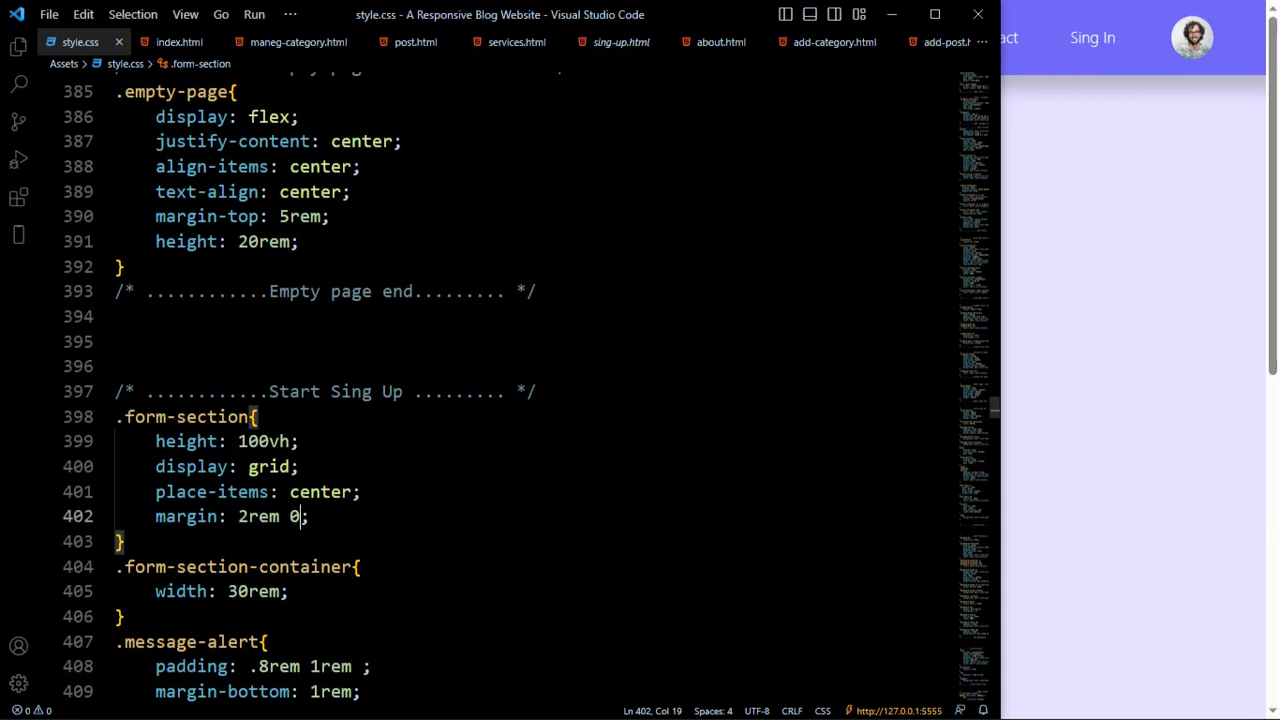 File Edit Selection View Go Run ··· style.css - A Responsive Blog Website - Visual Studio Code
style.css index.html maneg-category.html post.html services.html sing-up.html about.html add-category.html add-post.h ···
act Sing In
Assets > style.css > .form-section
385 .empty-page{
386 display: flex;
387 justify-content: center;
388 align-items: center;
389 text-align: center;
390 margin-top: 3rem;
391 height: 20rem;
392 }
393 /* .............Empty page end......... */
394
395
396
397 /* .............Start Sing Up ......... */
398 .form-section{
399 height: 100vh;
400 display: grid;
401 place-items: center;
402 margin: 2rem 0;
403 }
404 .form-section-container{
405 width: 30rem;
406 }
407 .message-alert{
408 padding: .8rem 1rem ;
409 margin-bottom: 1rem;
0 0 Ln 402, Col 19 Spaces: 4 UTF-8 CRLF CSS http://127.0.0.1:5555